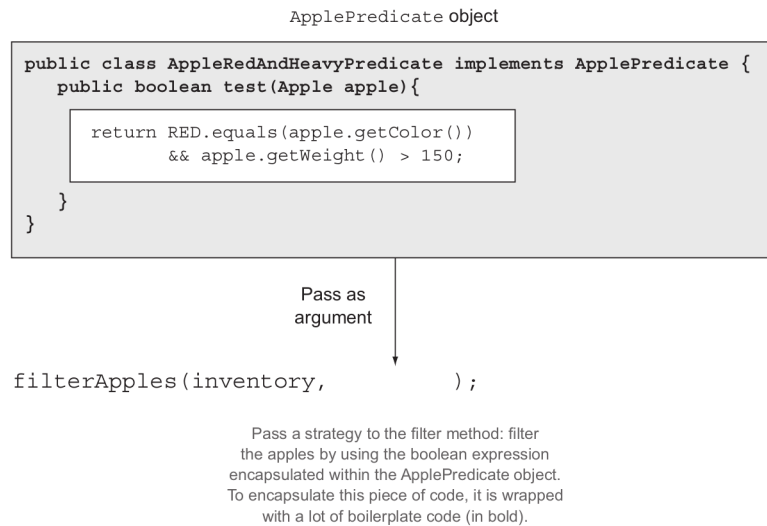 ApplePredicate object
public class AppleRedAndHeavyPredicate implements ApplePredicate {
public boolean test(Apple apple){
return RED.equals(apple.getColor())
&& apple.getWeight() > 150;
}
}
Pass as
argument
filterApples(inventory,          );
Pass a strategy to the filter method: filter
the apples by using the boolean expression
encapsulated within the ApplePredicate object.
To encapsulate this piece of code, it is wrapped
with a lot of boilerplate code (in bold).